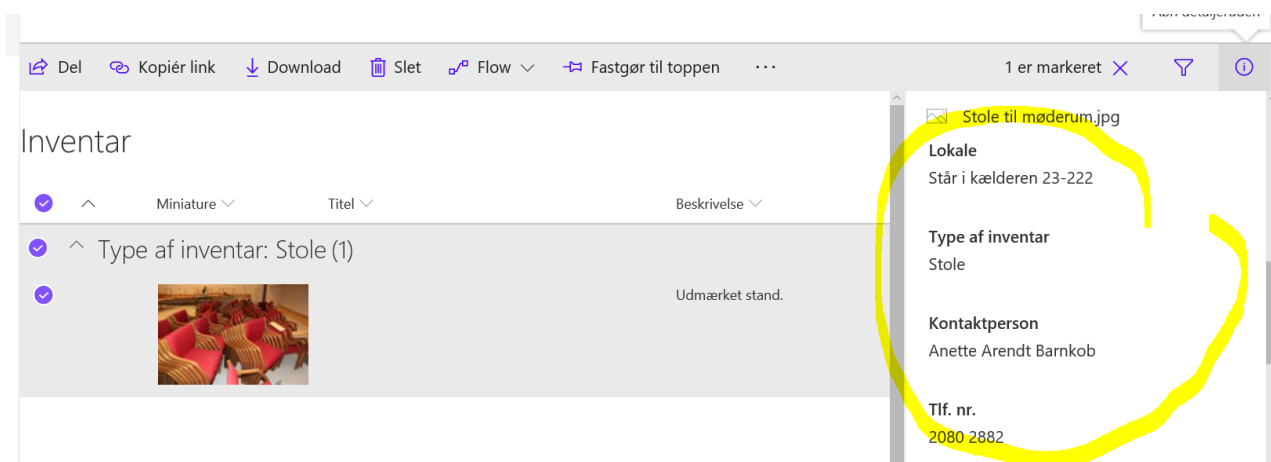 Åbn detaljeruden
Del Kopiér link Download Slet Flow Fastgør til toppen ··· 1 er markeret
Inventar
Miniature Titel Beskrivelse
Type af inventar: Stole (1)
Udmærket stand.
Stole til møderum.jpg
Lokale
Står i kælderen 23-222
Type af inventar
Stole
Kontaktperson
Anette Arendt Barnkob
Tlf. nr.
2080 2882